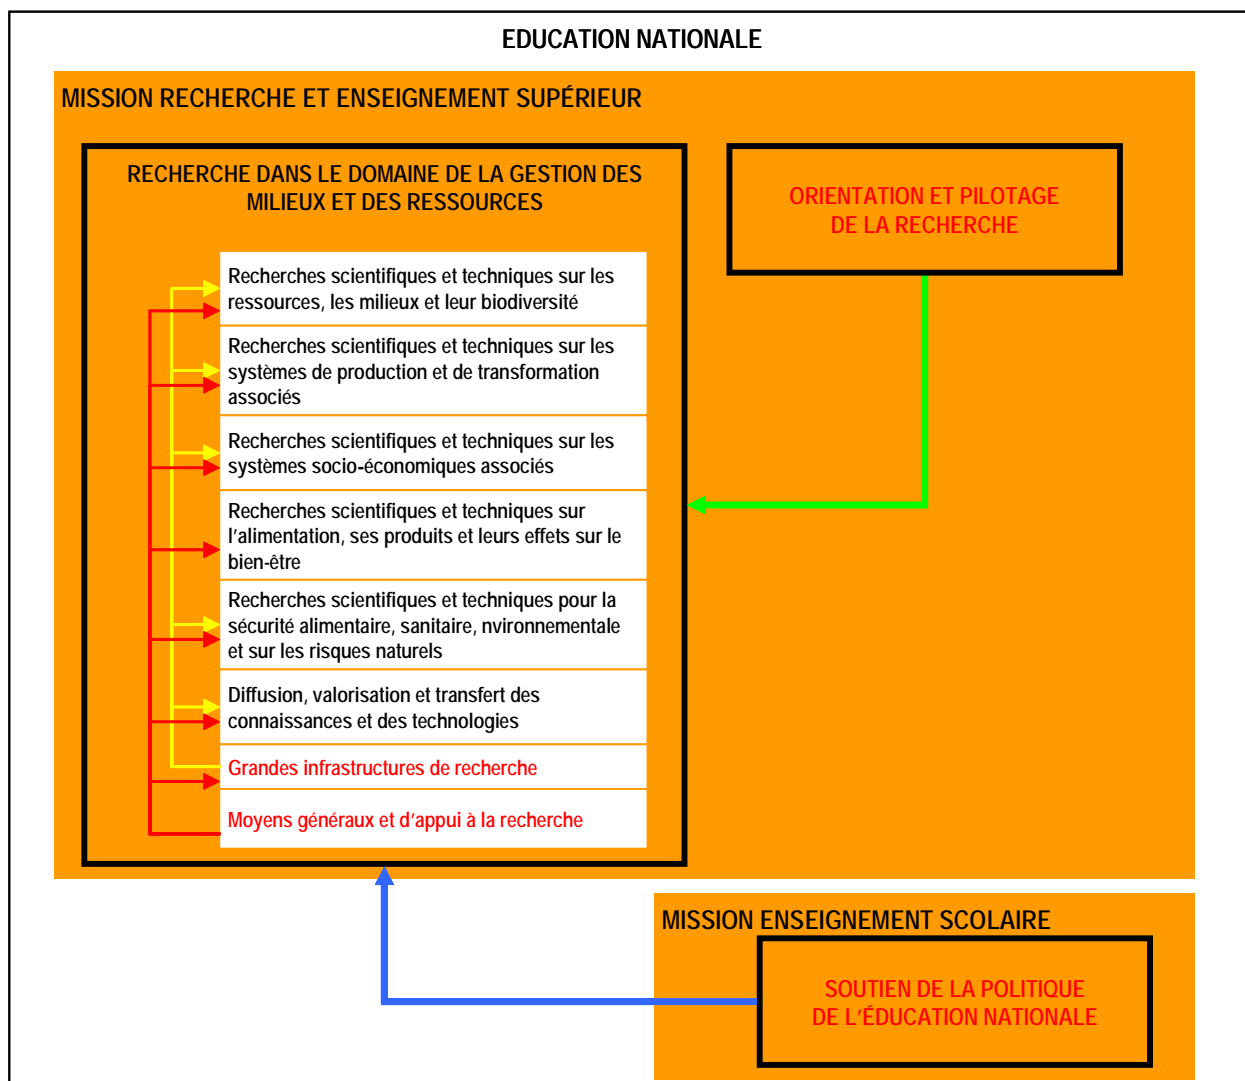 EDUCATION NATIONALE
MISSION RECHERCHE ET ENSEIGNEMENT SUPÉRIEUR
RECHERCHE DANS LE DOMAINE DE LA GESTION DES
MILIEUX ET DES RESSOURCES
ORIENTATION ET PILOTAGE
DE LA RECHERCHE
Recherches scientifiques et techniques sur les
ressources, les milieux et leur biodiversité
Recherches scientifiques et techniques sur les
systèmes de production et de transformation
associés
Recherches scientifiques et techniques sur les
systèmes socio-économiques associés
Recherches scientifiques et techniques sur
l'alimentation, ses produits et leurs effets sur le
bien-être
Recherches scientifiques et techniques pour la
sécurité alimentaire, sanitaire, nvironnementale
et sur les risques naturels
Diffusion, valorisation et transfert des
connaissances et des technologies
Grandes infrastructures de recherche
Moyens généraux et d'appui à la recherche
MISSION ENSEIGNEMENT SCOLAIRE
SOUTIEN DE LA POLITIQUE
DE L'ÉDUCATION NATIONALE